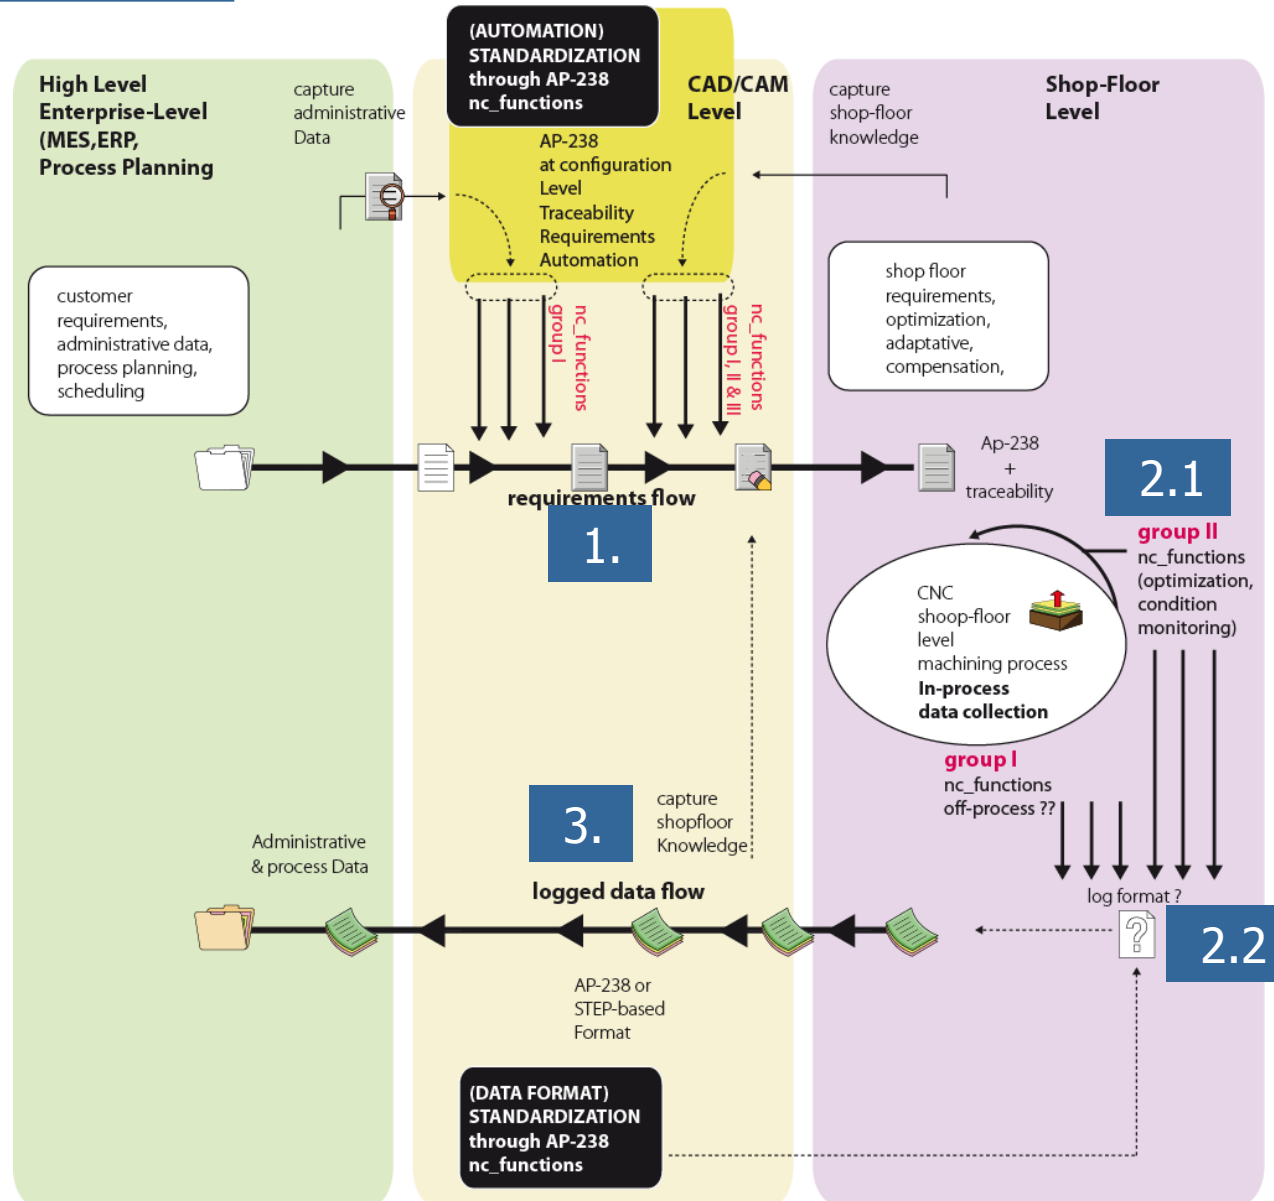 (AUTOMATION)
STANDARDIZATION
through AP-238
nc_functions
High Level
Enterprise-Level
(MES,ERP,
Process Planning
capture
administrative
Data
CAD/CAM
Level
capture
shop-floor
knowledge
Shop-Floor
Level
AP-238
at configuration
Level
Traceability
Requirements
Automation
customer
requirements,
administrative data,
process planning,
scheduling
shop floor
requirements,
optimization,
adaptative,
compensation,
nc_functions
group I
nc_functions
group I, II & III
requirements flow
1.
Ap-238
+
traceability
2.1
group II
nc_functions
(optimization,
condition
monitoring)
CNC
shoop-floor
level
machining process
In-process
data collection
group I
nc_functions
off-process ??
3.
capture
shopfloor
Knowledge
Administrative
& process Data
logged data flow
log format ?
?
2.2
AP-238 or
STEP-based
Format
(DATA FORMAT)
STANDARDIZATION
through AP-238
nc_functions